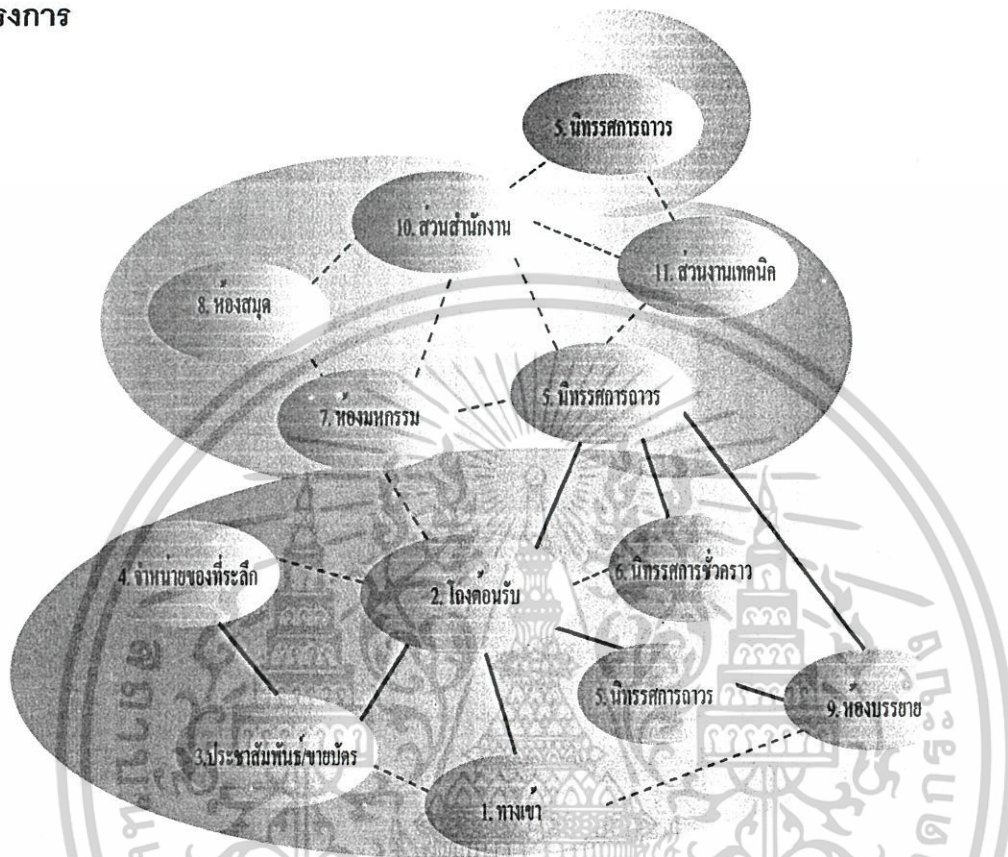 รงการ
5. นิทรรศการถาวร
10. ส่วนสำนักงาน
11. ส่วนงานเทคนิค
8. ห้องสมุด
5. นิทรรศการถาวร
7. ห้องมหกรรม
4. จำหน่ายของที่ระลึก
2. โถงต้อนรับ
6. นิทรรศการชั่วคราว
5. นิทรรศการถาวร
9. ห้องบรรยาย
3.ประชาสัมพันธ์/ขายบัตร
1. ทางเข้า